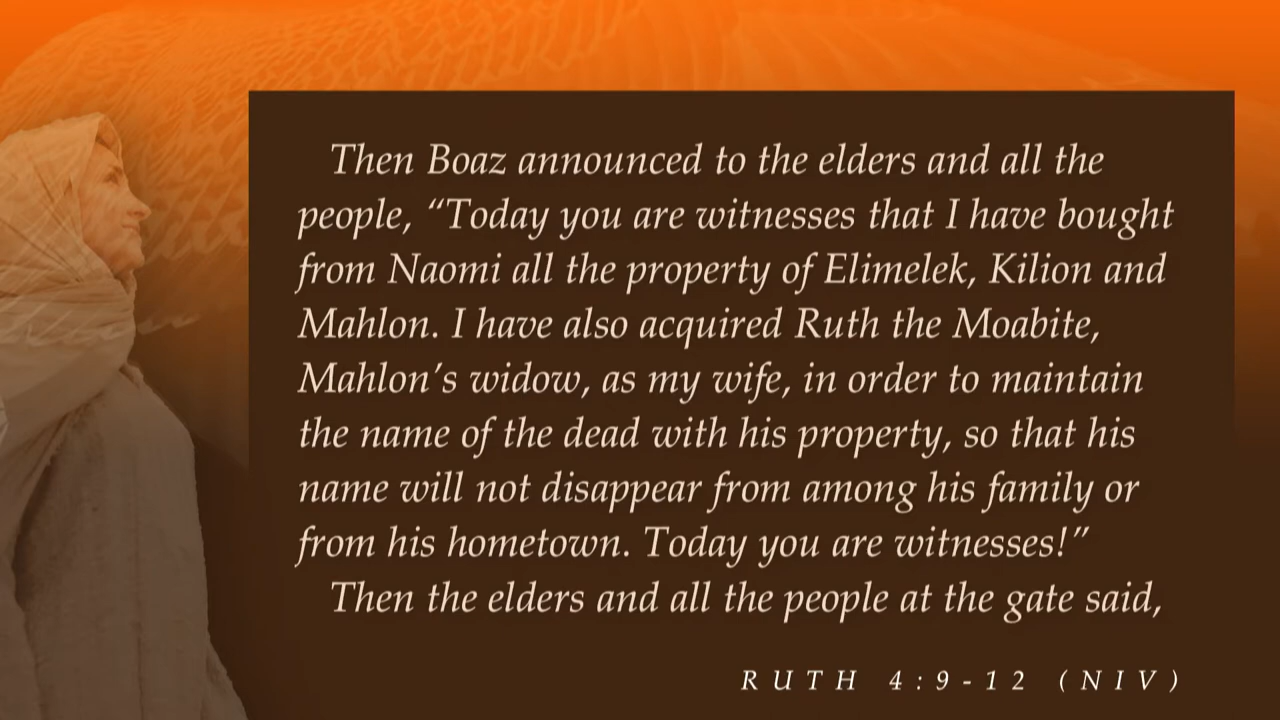 Then Boaz announced to the elders and all the
people, “Today you are witnesses that I have bought
from Naomi all the property of Elimelek, Kilion and
Mahlon. I have also acquired Ruth the Moabite,
Mahlon’s widow, as my wife, in order to maintain
the name of the dead with his property, so that his
name will not disappear from among his family or
from his hometown. Today you are witnesses!”
Then the elders and all the people at the gate said,
RUTH 4:9-12 (NIV)